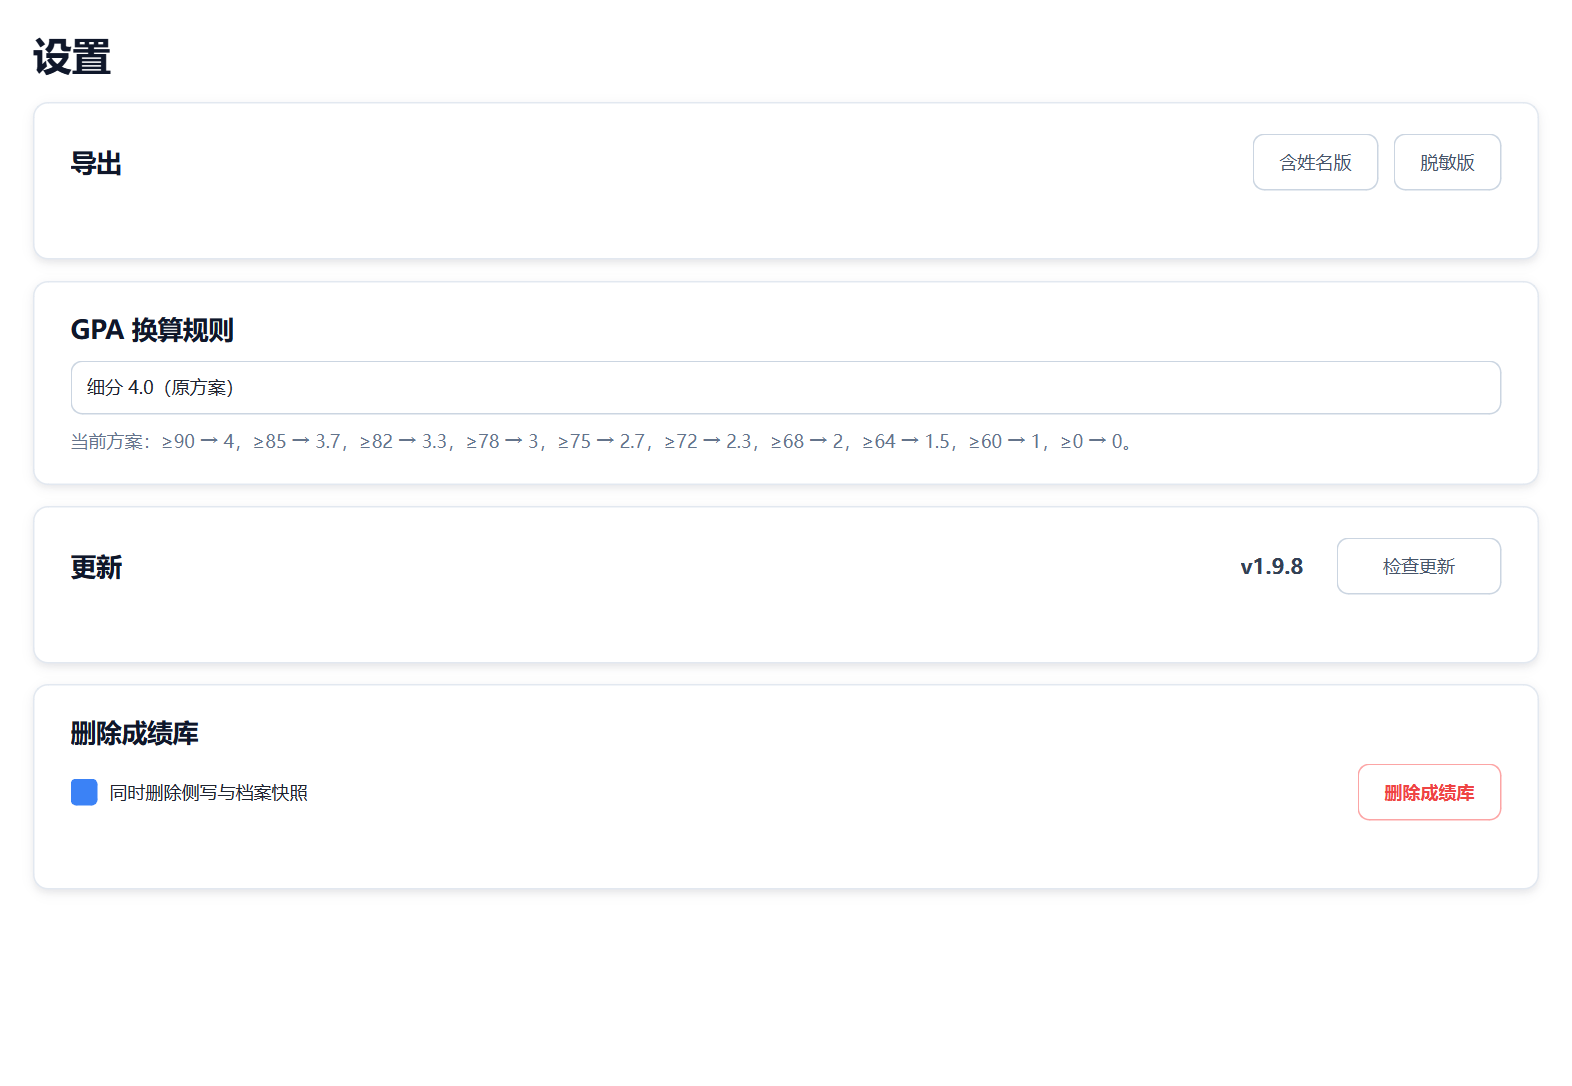 设置
导出
含姓名版
脱敏版
GPA 换算规则
细分 4.0（原方案）
当前方案：≥90 → 4，≥85 → 3.7，≥82 → 3.3，≥78 → 3，≥75 → 2.7，≥72 → 2.3，≥68 → 2，≥64 → 1.5，≥60 → 1，≥0 → 0。
更新
v1.9.8
检查更新
删除成绩库
同时删除侧写与档案快照
删除成绩库